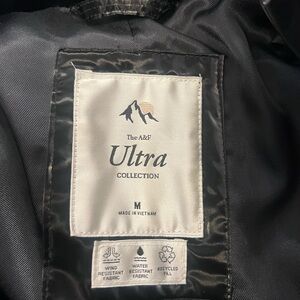 The A&F
Ultra
COLLECTION
M
MADE IN VIETNAM
WIND RESISTANT FABRIC
WATER RESISTANT FABRIC
RECYCLED FILL